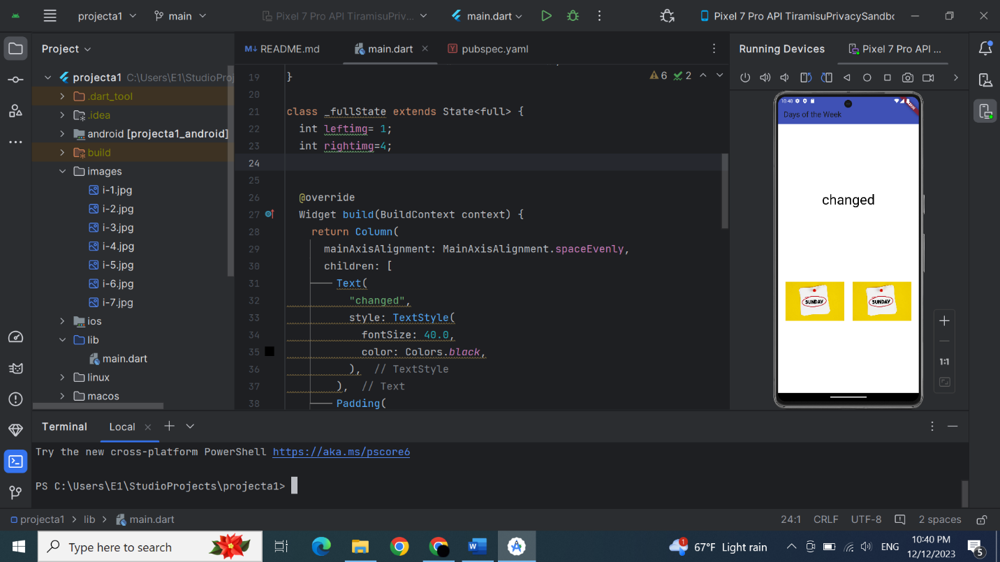 projecta1
main
Pixel 7 Pro API TiramisuPriv...
main.dart
Pixel 7 Pro API TiramisuPrivacySandbo
Project
README.md
main.dart
pubspec.yaml
Running Devices
Pixel 7 Pro API ...
projecta1 C:\Users\E1\StudioProj
.dart_tool
.idea
android [projecta1_android]
build
images
i-1.jpg
i-2.jpg
i-3.jpg
i-4.jpg
i-5.jpg
i-6.jpg
i-7.jpg
ios
lib
main.dart
linux
macos
6 2
19 }
20
21 class _fullState extends State<full> {
22 int leftimg= 1;
23 int rightimg=4;
24
25
26 @override
27 Widget build(BuildContext context) {
28 return Column(
29 mainAxisAlignment: MainAxisAlignment.spaceEvenly,
30 children: [
31 Text(
32 "changed",
33 style: TextStyle(
34 fontSize: 40.0,
35 color: Colors.black,
36 ), // TextStyle
37 ), // Text
38 Padding(
10:40
Days of the Week
changed
SUNDAY SUNDAY
1:1
Terminal
Local
Try the new cross-platform PowerShell https://aka.ms/pscore6
PS C:\Users\E1\StudioProjects\projecta1>
projecta1 > lib > main.dart
24:1 CRLF UTF-8 2 spaces
Type here to search
1
67°F Light rain
ENG
10:40 PM
12/12/2023
5